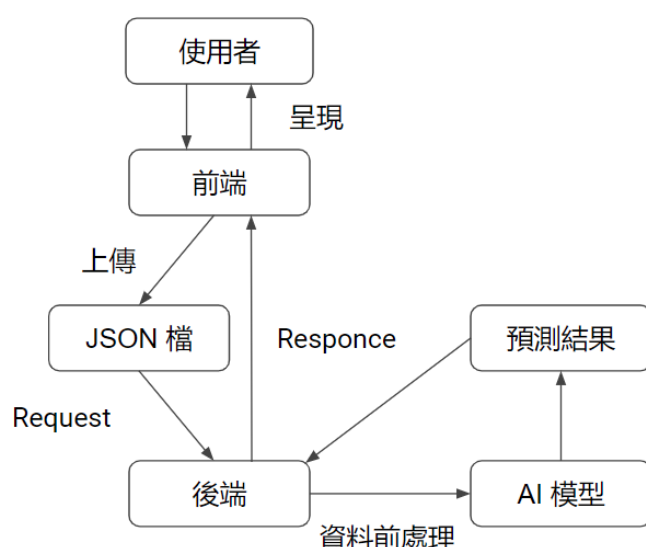 使用者
呈現
前端
上傳
JSON 檔
Responce
預測結果
Request
後端
AI 模型
資料前處理